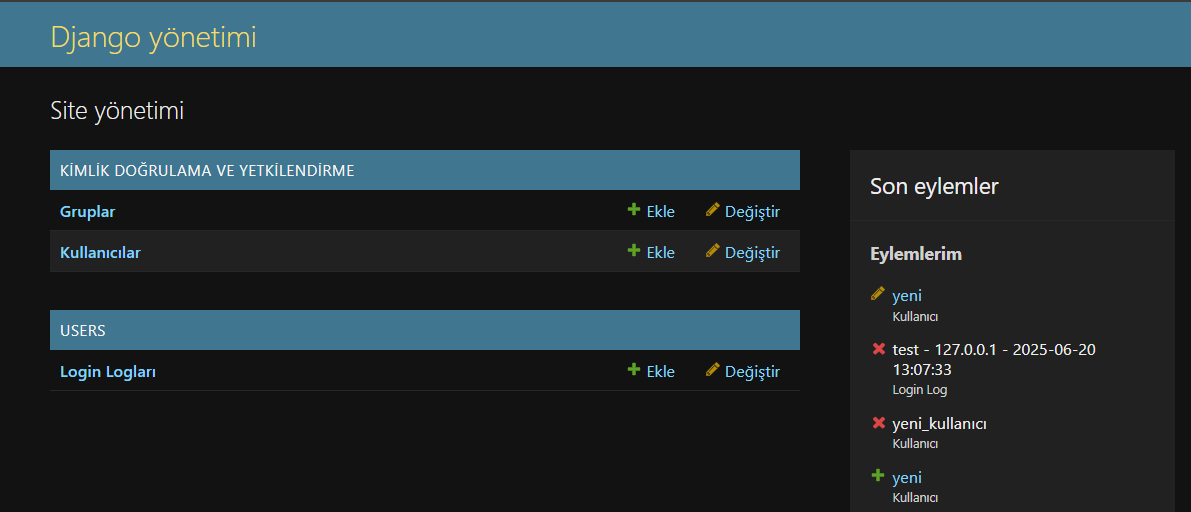 Django yönetimi
Site yönetimi
KİMLİK DOĞRULAMA VE YETKİLENDİRME
Gruplar Ekle Değiştir
Kullanıcılar Ekle Değiştir
USERS
Login Logları Ekle Değiştir
Son eylemler
Eylemlerim
yeni
Kullanıcı
test - 127.0.0.1 - 2025-06-20
13:07:33
Login Log
yeni_kullanıcı
Kullanıcı
yeni
Kullanıcı